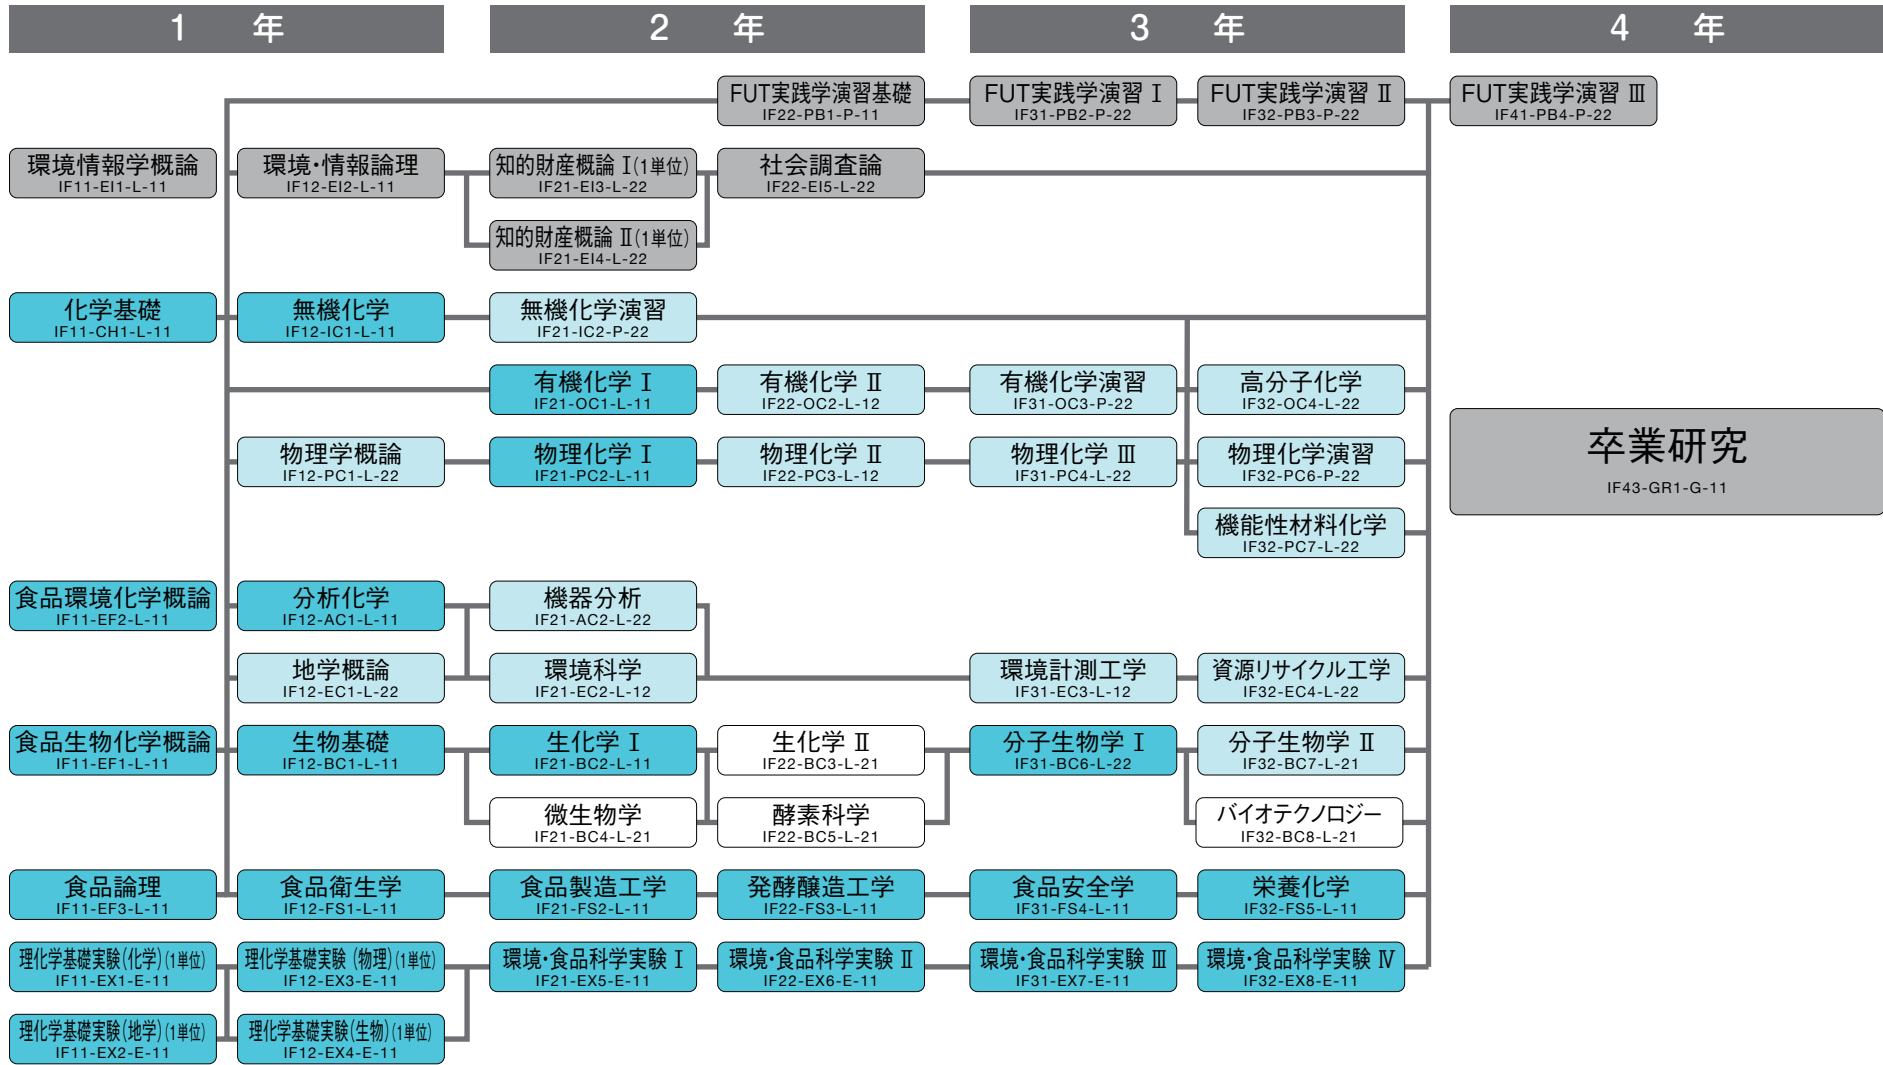 1 年
2 年
3 年
4 年
FUT実践学演習基礎
IF22-PB1-P-11
FUT実践学演習 Ⅰ
IF31-PB2-P-22
FUT実践学演習 Ⅱ
IF32-PB3-P-22
FUT実践学演習 Ⅲ
IF41-PB4-P-22
環境情報学概論
IF11-EI1-L-11
環境・情報論理
IF12-EI2-L-11
知的財産概論 Ⅰ(1単位)
IF21-EI3-L-22
社会調査論
IF22-EI5-L-22
知的財産概論 Ⅱ(1単位)
IF21-EI4-L-22
化学基礎
IF11-CH1-L-11
無機化学
IF12-IC1-L-11
無機化学演習
IF21-IC2-P-22
有機化学 Ⅰ
IF21-OC1-L-11
有機化学 Ⅱ
IF22-OC2-L-12
有機化学演習
IF31-OC3-P-22
高分子化学
IF32-OC4-L-22
物理学概論
IF12-PC1-L-22
物理化学 Ⅰ
IF21-PC2-L-11
物理化学 Ⅱ
IF22-PC3-L-12
物理化学 Ⅲ
IF31-PC4-L-22
物理化学演習
IF32-PC6-P-22
卒業研究
IF43-GR1-G-11
機能性材料化学
IF32-PC7-L-22
食品環境化学概論
IF11-EF2-L-11
分析化学
IF12-AC1-L-11
機器分析
IF21-AC2-L-22
地学概論
IF12-EC1-L-22
環境科学
IF21-EC2-L-12
環境計測工学
IF31-EC3-L-12
資源リサイクル工学
IF32-EC4-L-22
食品生物化学概論
IF11-EF1-L-11
生物基礎
IF12-BC1-L-11
生化学 Ⅰ
IF21-BC2-L-11
生化学 Ⅱ
IF22-BC3-L-21
分子生物学 Ⅰ
IF31-BC6-L-22
分子生物学 Ⅱ
IF32-BC7-L-21
微生物学
IF21-BC4-L-21
酵素科学
IF22-BC5-L-21
バイオテクノロジー
IF32-BC8-L-21
食品論理
IF11-EF3-L-11
食品衛生学
IF12-FS1-L-11
食品製造工学
IF21-FS2-L-11
発酵醸造工学
IF22-FS3-L-11
食品安全学
IF31-FS4-L-11
栄養化学
IF32-FS5-L-11
理化学基礎実験(化学)(1単位)
IF11-EX1-E-11
理化学基礎実験 (物理)(1単位)
IF12-EX3-E-11
環境・食品科学実験 Ⅰ
IF21-EX5-E-11
環境・食品科学実験 Ⅱ
IF22-EX6-E-11
環境・食品科学実験 Ⅲ
IF31-EX7-E-11
環境・食品科学実験 Ⅳ
IF32-EX8-E-11
理化学基礎実験(地学)(1単位)
IF11-EX2-E-11
理化学基礎実験(生物)(1単位)
IF12-EX4-E-11